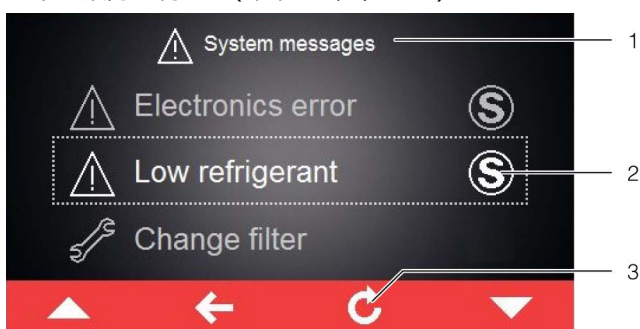 System messages
1
Electronics error
S
Low refrigerant
S
2
Change filter
3